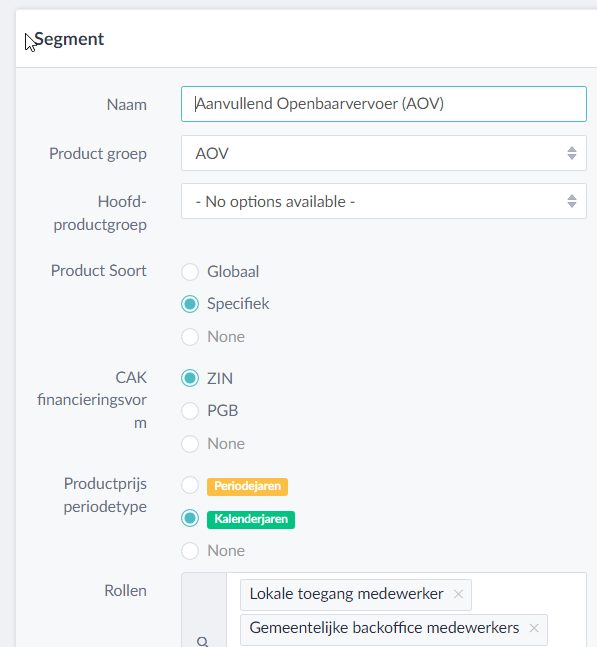 Segment
Naam
Aanvullend Openbaarvervoer (AOV)
Product groep
AOV
Hoofd-
productgroep
- No options available -
Product Soort
Globaal
Specifiek
None
CAK
financieringsvor
m
ZIN
PGB
None
Productprijs
periodetype
Periodejaren
Kalenderjaren
None
Rollen
Lokale toegang medewerker ×
Gemeentelijke backoffice medewerkers ×